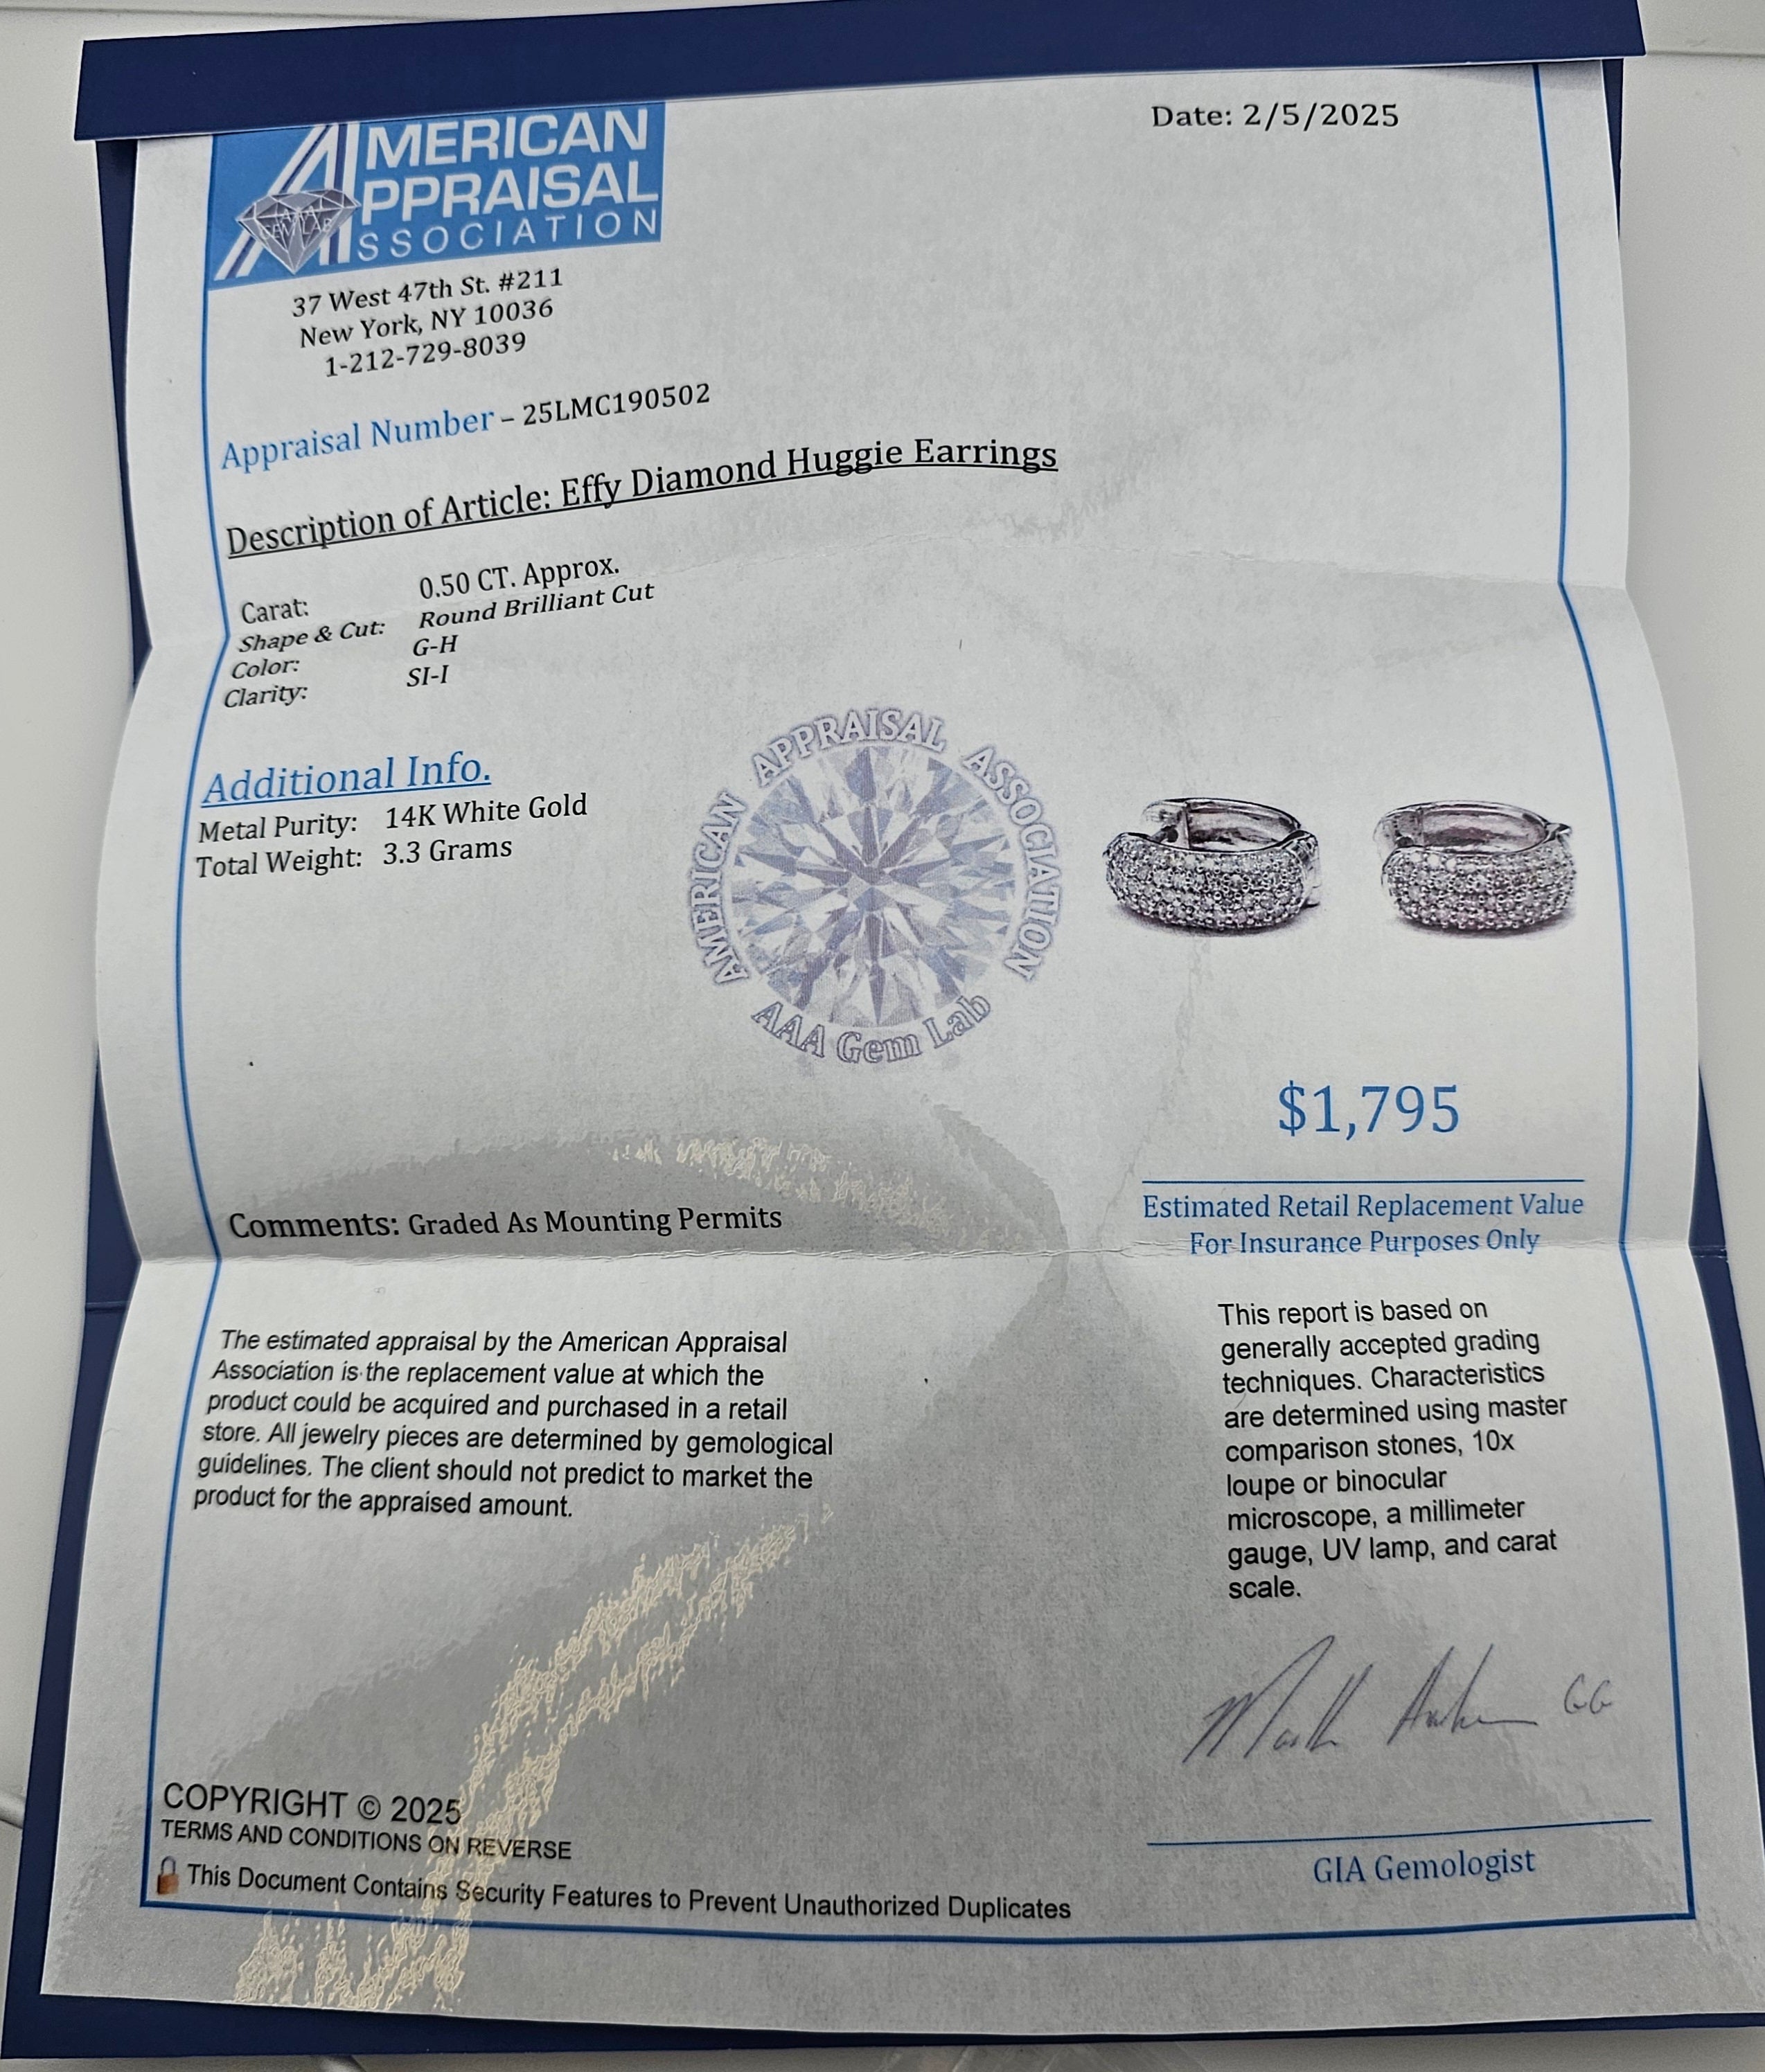 AMERICAN
APPRAISAL
ASSOCIATION
AAA
GEM LAB
Date: 2/5/2025
37 West 47th St. #211
New York, NY 10036
1-212-729-8039
Appraisal Number – 25LMC190502
Description of Article: Effy Diamond Huggie Earrings
Carat: 0.50 CT. Approx.
Shape & Cut: Round Brilliant Cut
Color: G-H
Clarity: SI-I
Additional Info.
Metal Purity: 14K White Gold
Total Weight: 3.3 Grams
AMERICAN APPRAISAL ASSOCIATION
AAA Gem Lab
$1,795
Estimated Retail Replacement Value
For Insurance Purposes Only
Comments: Graded As Mounting Permits
The estimated appraisal by the American Appraisal
Association is the replacement value at which the
product could be acquired and purchased in a retail
store. All jewelry pieces are determined by gemological
guidelines. The client should not predict to market the
product for the appraised amount.
This report is based on
generally accepted grading
techniques. Characteristics
are determined using master
comparison stones, 10x
loupe or binocular
microscope, a millimeter
gauge, UV lamp, and carat
scale.
GG
GIA Gemologist
COPYRIGHT © 2025
TERMS AND CONDITIONS ON REVERSE
This Document Contains Security Features to Prevent Unauthorized Duplicates